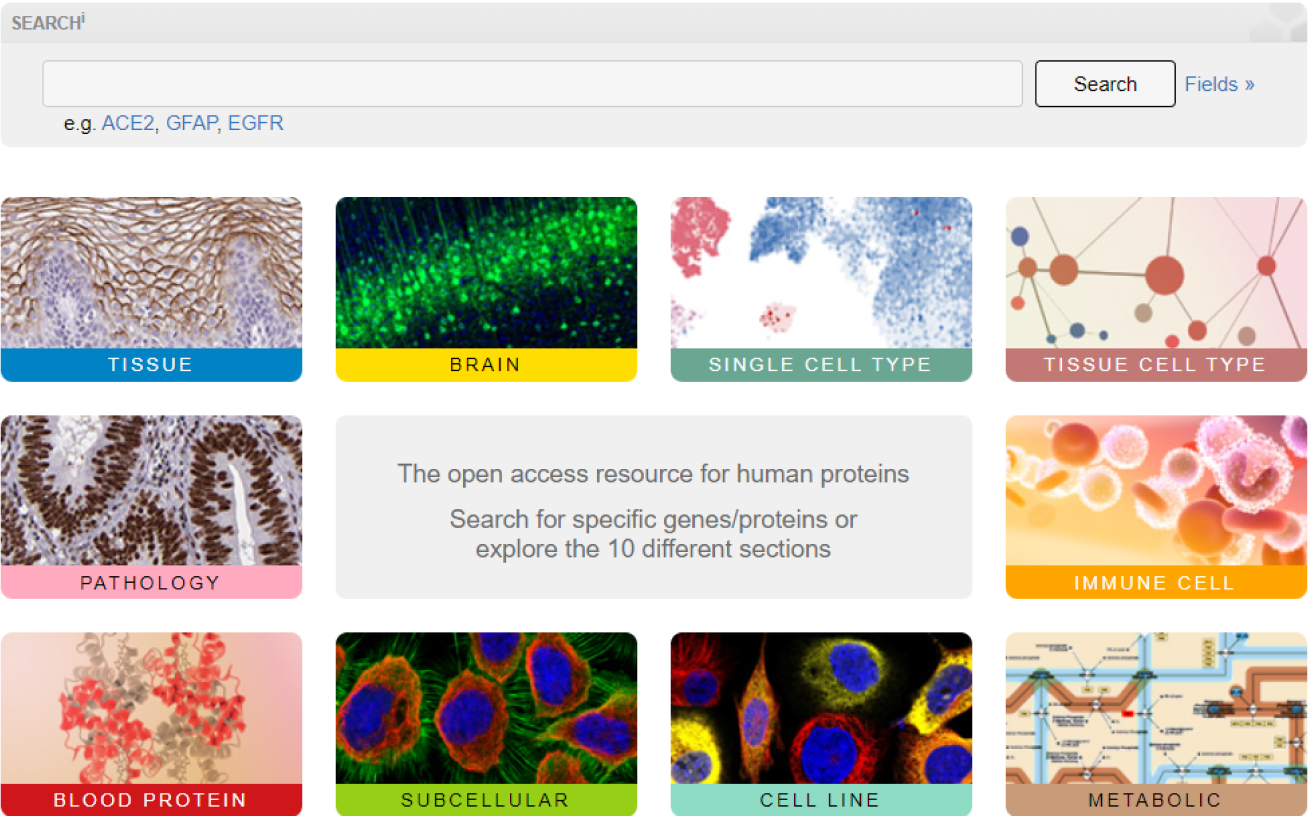 SEARCHⁱ
Search
Fields »
e.g. ACE2, GFAP, EGFR
TISSUE
BRAIN
SINGLE CELL TYPE
TISSUE CELL TYPE
PATHOLOGY
The open access resource for human proteins
Search for specific genes/proteins or
explore the 10 different sections
IMMUNE CELL
BLOOD PROTEIN
SUBCELLULAR
CELL LINE
METABOLIC